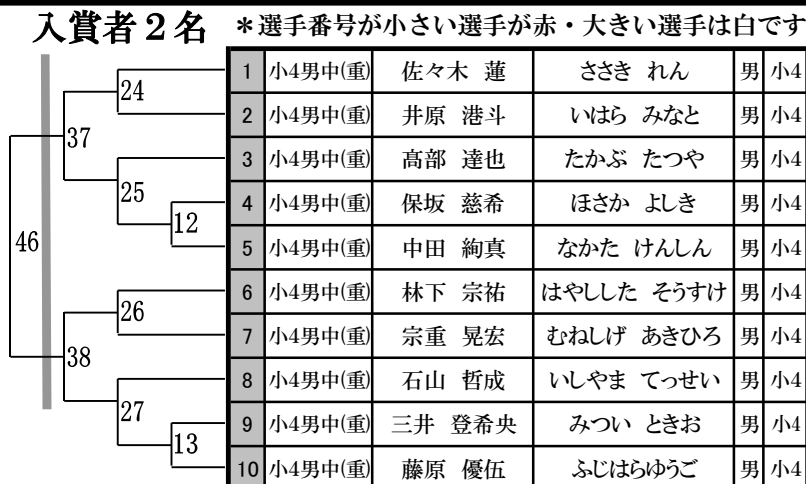 入賞者２名 ＊選手番号が小さい選手が赤・大きい選手は白です
1 小4男中(重) 佐々木 蓮 ささき れん 男 小4
24
2 小4男中(重) 井原 港斗 いはら みなと 男 小4
37
3 小4男中(重) 高部 達也 たかぶ たつや 男 小4
25
4 小4男中(重) 保坂 慈希 ほさか よしき 男 小4
12
46
5 小4男中(重) 中田 絢真 なかた けんしん 男 小4
6 小4男中(重) 林下 宗祐 はやしした そうすけ 男 小4
26
7 小4男中(重) 宗重 晃宏 むねしげ あきひろ 男 小4
38
8 小4男中(重) 石山 哲成 いしやま てっせい 男 小4
27
9 小4男中(重) 三井 登希央 みつい ときお 男 小4
13
10 小4男中(重) 藤原 優伍 ふじはらゆうご 男 小4